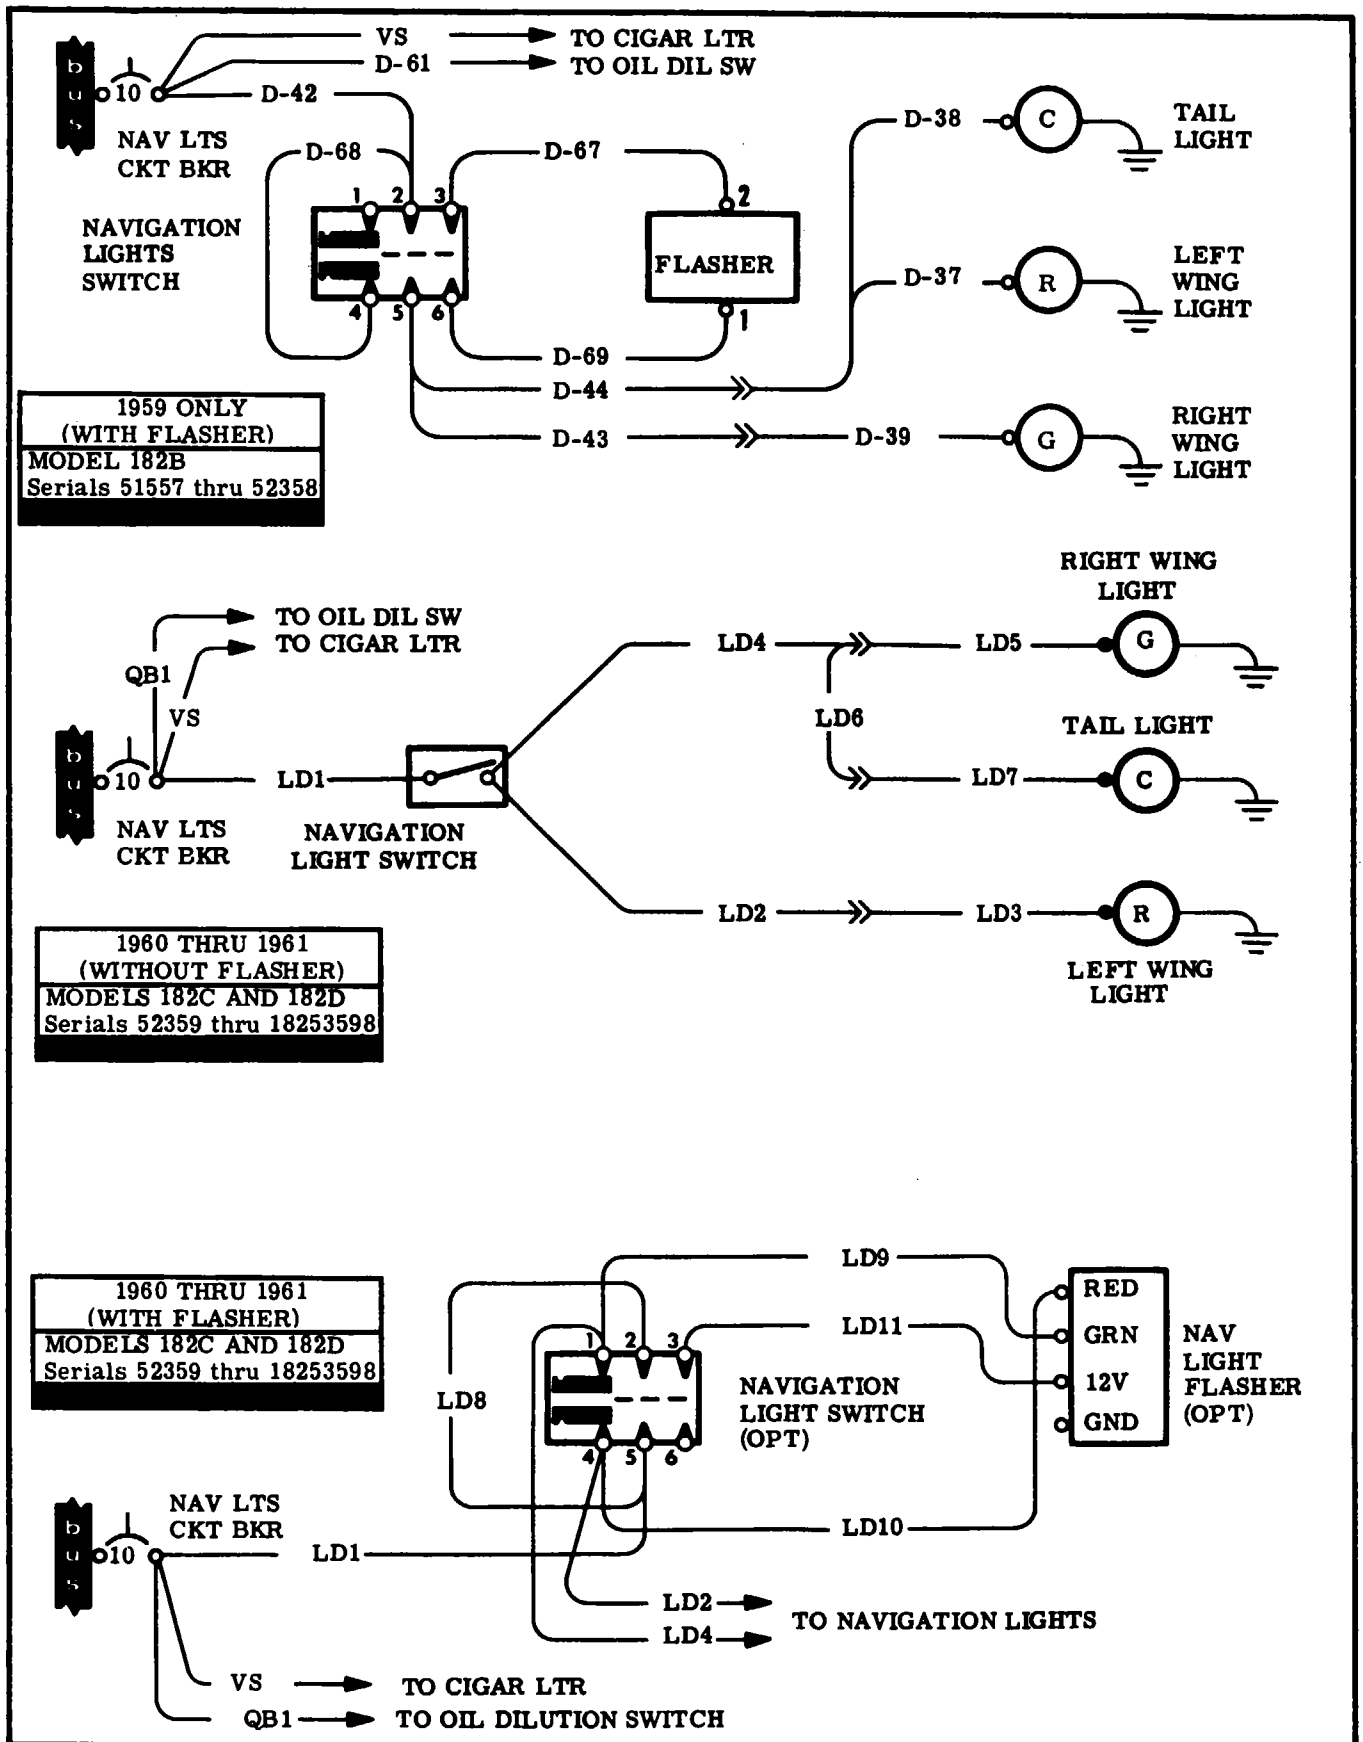 VS TO CIGAR LTR
D-61 TO OIL DIL SW
bus 10 D-42
NAV LTS
CKT BKR
D-68 D-67
1 2 3
NAVIGATION
LIGHTS
SWITCH
4 5 6
2
FLASHER
1
D-69
D-44
D-43 D-39
D-38 C
TAIL
LIGHT
D-37 R
LEFT
WING
LIGHT
G
RIGHT
WING
LIGHT
1959 ONLY
(WITH FLASHER)
MODEL 182B
Serials 51557 thru 52358
TO OIL DIL SW
TO CIGAR LTR
QB1
VS
bus 10 LD1
NAV LTS
CKT BKR
NAVIGATION
LIGHT SWITCH
RIGHT WING
LIGHT
LD4 LD5 G
LD6
TAIL LIGHT
LD7 C
LD2 LD3 R
LEFT WING
LIGHT
1960 THRU 1961
(WITHOUT FLASHER)
MODELS 182C AND 182D
Serials 52359 thru 18253598
1960 THRU 1961
(WITH FLASHER)
MODELS 182C AND 182D
Serials 52359 thru 18253598
LD9
LD11
LD8
1 2 3
4 5 6
NAVIGATION
LIGHT SWITCH
(OPT)
RED
GRN
12V
GND
NAV
LIGHT
FLASHER
(OPT)
NAV LTS
CKT BKR
bus 10 LD1
LD10
LD2
LD4
TO NAVIGATION LIGHTS
VS TO CIGAR LTR
QB1 TO OIL DILUTION SWITCH